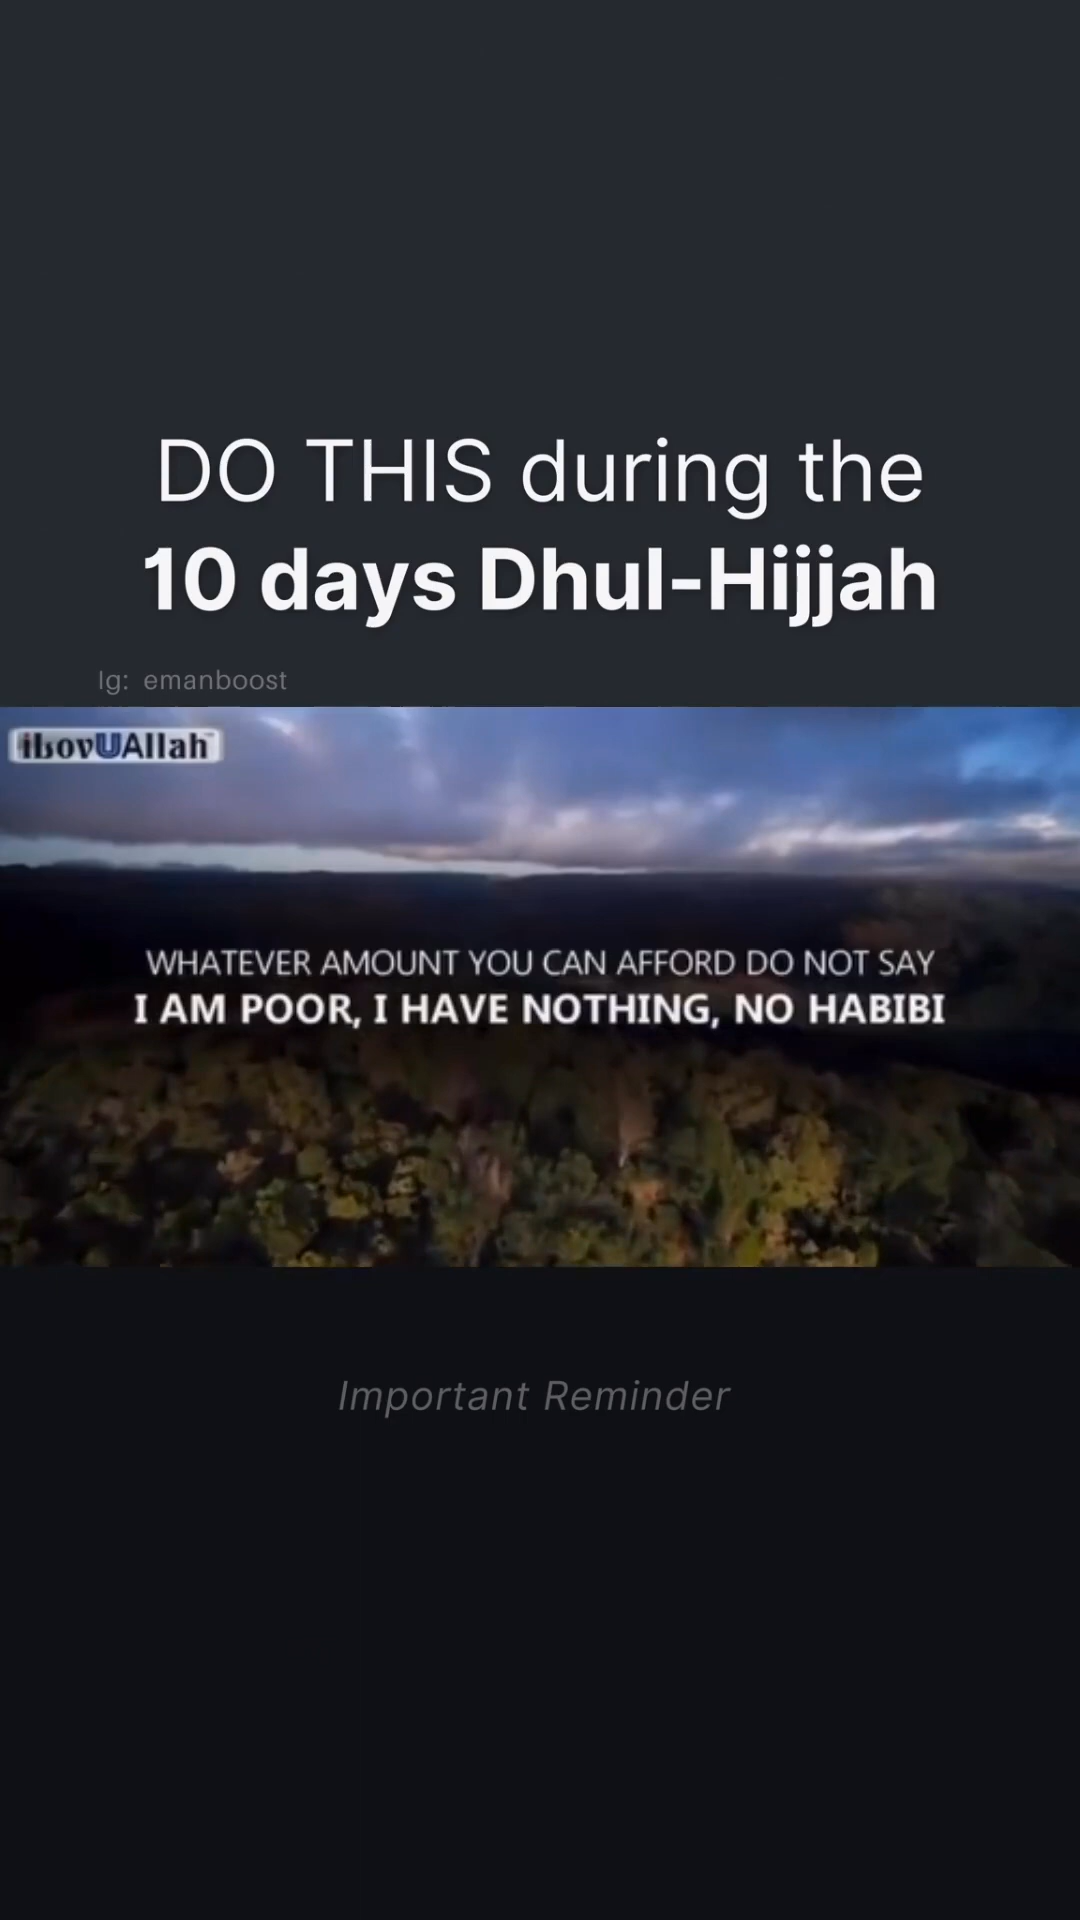 DO THIS during the
10 days Dhul-Hijjah
Ig: emanboost
iLovUAllah
WHATEVER AMOUNT YOU CAN AFFORD DO NOT SAY
I AM POOR, I HAVE NOTHING, NO HABIBI
Important Reminder